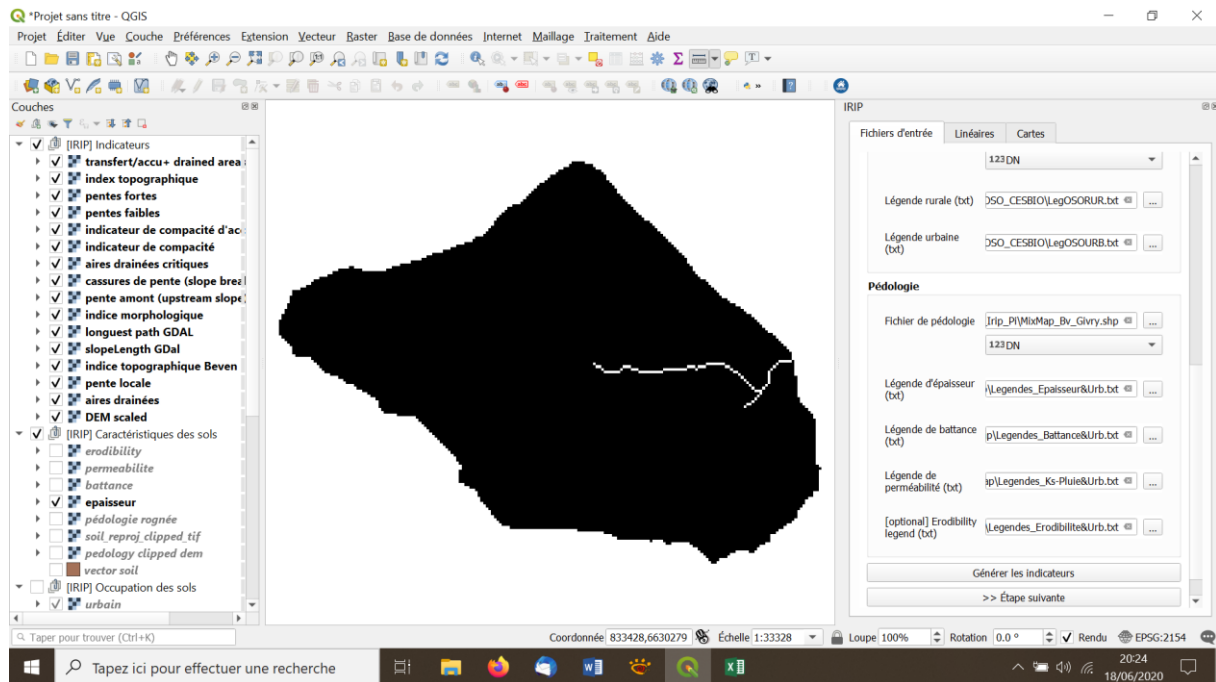 *Projet sans titre - QGIS
Projet Éditer Vue Couche Préférences Extension Vecteur Raster Base de données Internet Maillage Traitement Aide
Couches
[IRIP] Indicateurs
transfert/accu+ drained area
index topographique
pentes fortes
pentes faibles
indicateur de compacité d'ac
indicateur de compacité
aires drainées critiques
cassures de pente (slope brea
pente amont (upstream slope
indice morphologique
longuest path GDAL
slopeLength GDal
indice topographique Beven
pente locale
aires drainées
DEM scaled
[IRIP] Caractéristiques des sols
erodibility
permeabilite
battance
epaisseur
pédologie rognée
soil_reproj_clipped_tif
pedology clipped dem
vector soil
[IRIP] Occupation des sols
urbain
IRIP
Fichiers d'entrée Linéaires Cartes
123 DN
Légende rurale (txt) OSO_CESBIO\LegOSORUR.txt ...
Légende urbaine
(txt)
OSO_CESBIO\LegOSOURB.txt ...
Pédologie
Fichier de pédologie _Irip_Pi\MixMap_Bv_Givry.shp ...
123 DN
Légende d'épaisseur
(txt)
\Legendes_Epaisseur&Urb.txt ...
Légende de battance
(txt)
p\Legendes_Battance&Urb.txt ...
Légende de
perméabilité (txt)
ap\Legendes_Ks-Pluie&Urb.txt ...
[optional] Erodibility
legend (txt)
\Legendes_Erodibilite&Urb.txt ...
Générer les indicateurs
>> Étape suivante
Taper pour trouver (Ctrl+K)
Coordonnée 833428,6630279 Échelle 1:33328 Loupe 100% Rotation 0.0 ° Rendu EPSG:2154
Tapez ici pour effectuer une recherche
20:24
18/06/2020